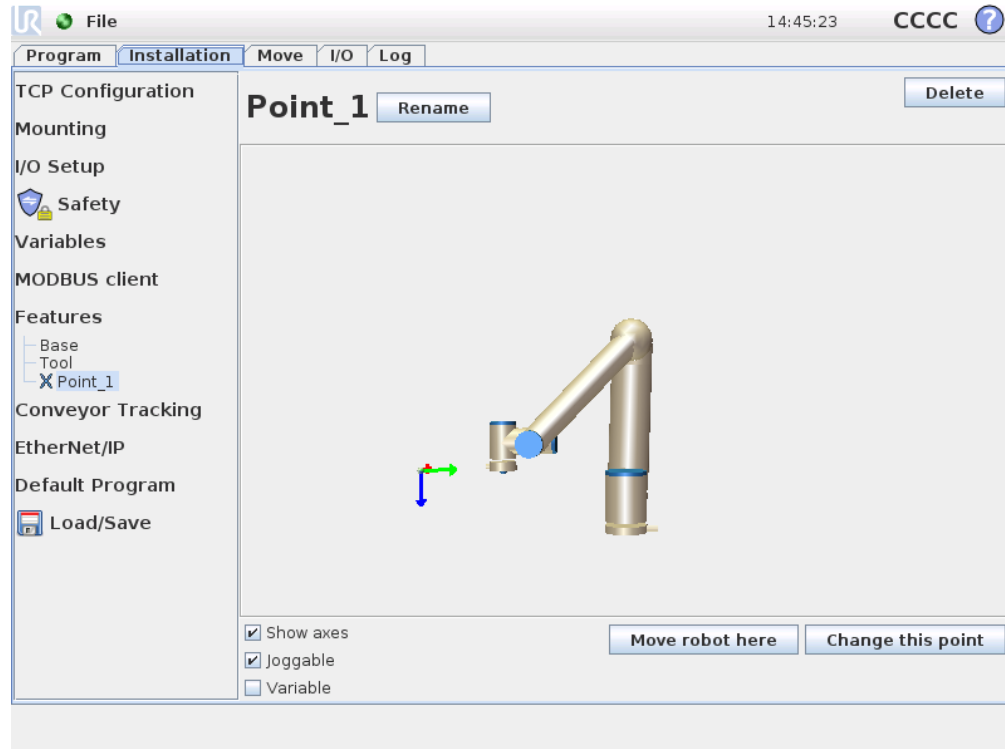 UR File 14:45:23 CCCC ?
Program Installation Move I/O Log
TCP Configuration
Mounting
I/O Setup
Safety
Variables
MODBUS client
Features
Base
Tool
Point_1
Conveyor Tracking
EtherNet/IP
Default Program
Load/Save
Point_1 Rename Delete
Show axes
Joggable
Variable
Move robot here Change this point